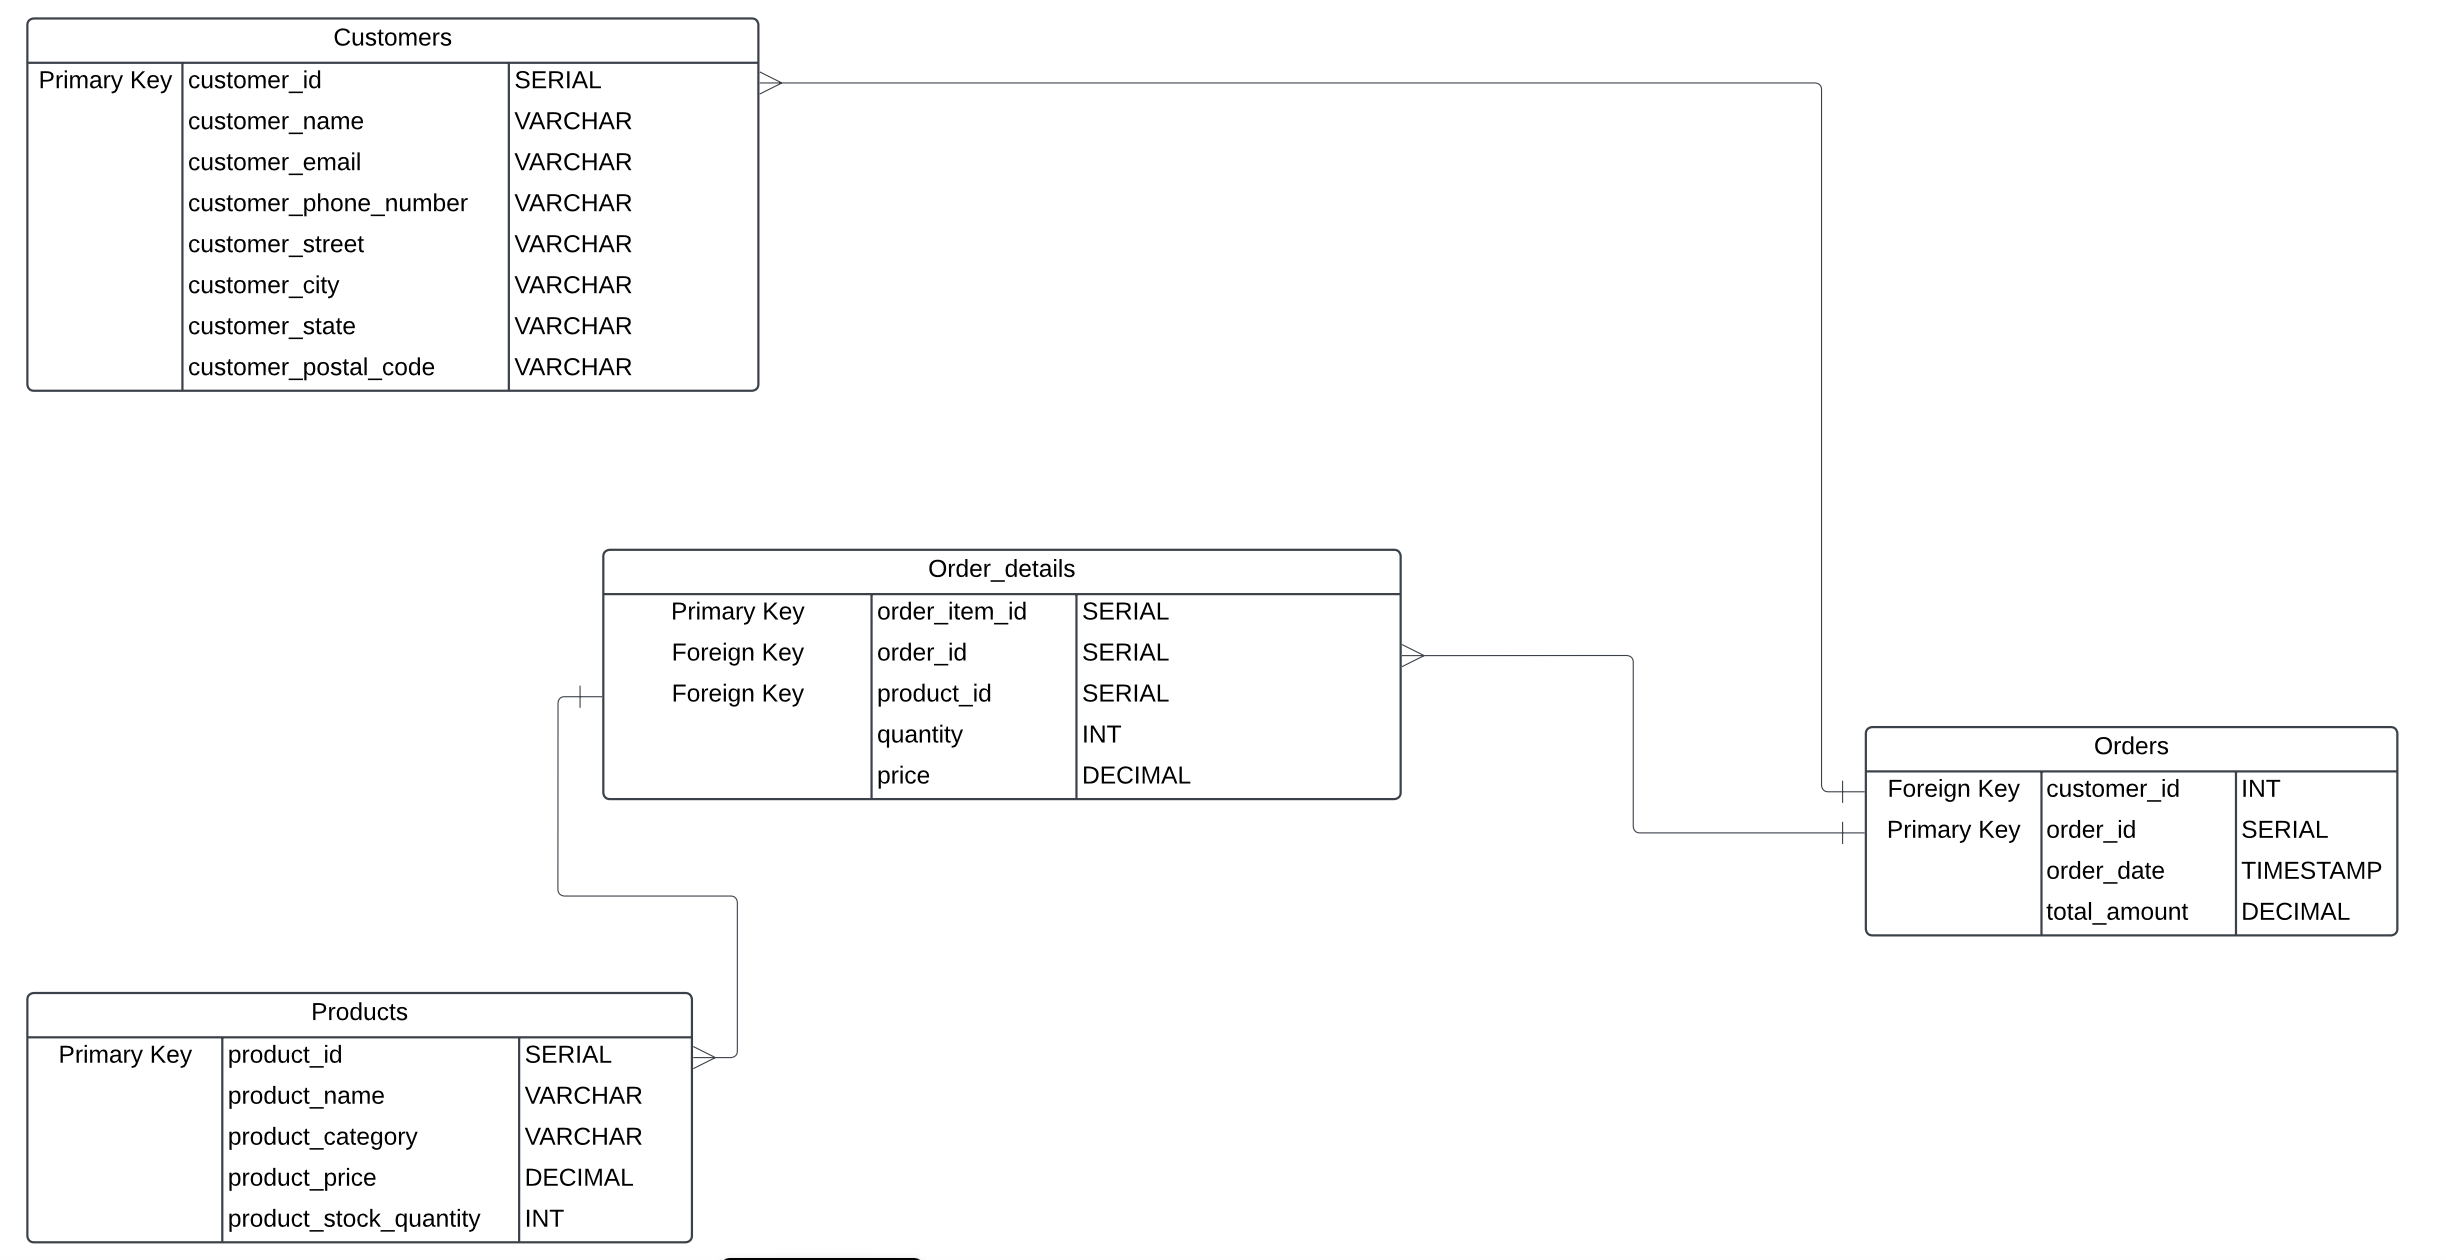 Customers
Primary Key customer_id SERIAL
customer_name VARCHAR
customer_email VARCHAR
customer_phone_number VARCHAR
customer_street VARCHAR
customer_city VARCHAR
customer_state VARCHAR
customer_postal_code VARCHAR
Order_details
Primary Key order_item_id SERIAL
Foreign Key order_id SERIAL
Foreign Key product_id SERIAL
quantity INT
price DECIMAL
Orders
Foreign Key customer_id INT
Primary Key order_id SERIAL
order_date TIMESTAMP
total_amount DECIMAL
Products
Primary Key product_id SERIAL
product_name VARCHAR
product_category VARCHAR
product_price DECIMAL
product_stock_quantity INT